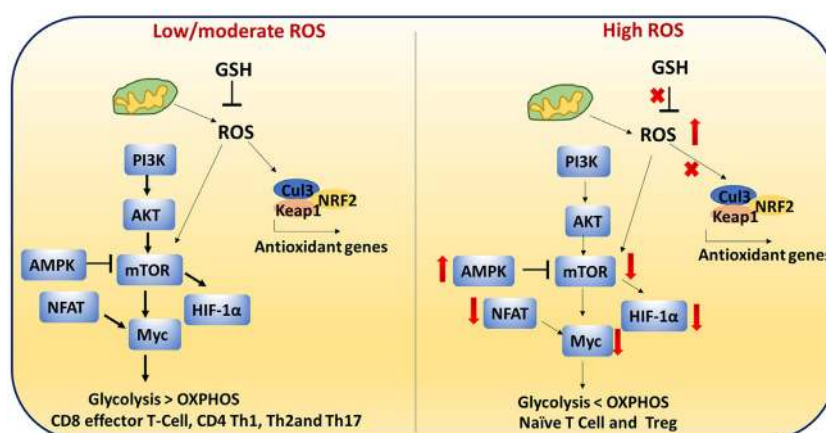 Low/moderate ROS
GSH
ROS
PI3K
Cul3
NRF2
Keap1
AKT
Antioxidant genes
AMPK
mTOR
NFAT
HIF-1α
Myc
Glycolysis > OXPHOS
CD8 effector T-Cell, CD4 Th1, Th2and Th17
High ROS
GSH
ROS
PI3K
Cul3
NRF2
Keap1
AKT
Antioxidant genes
AMPK
mTOR
NFAT
HIF-1α
Myc
Glycolysis < OXPHOS
Naïve T Cell and Treg